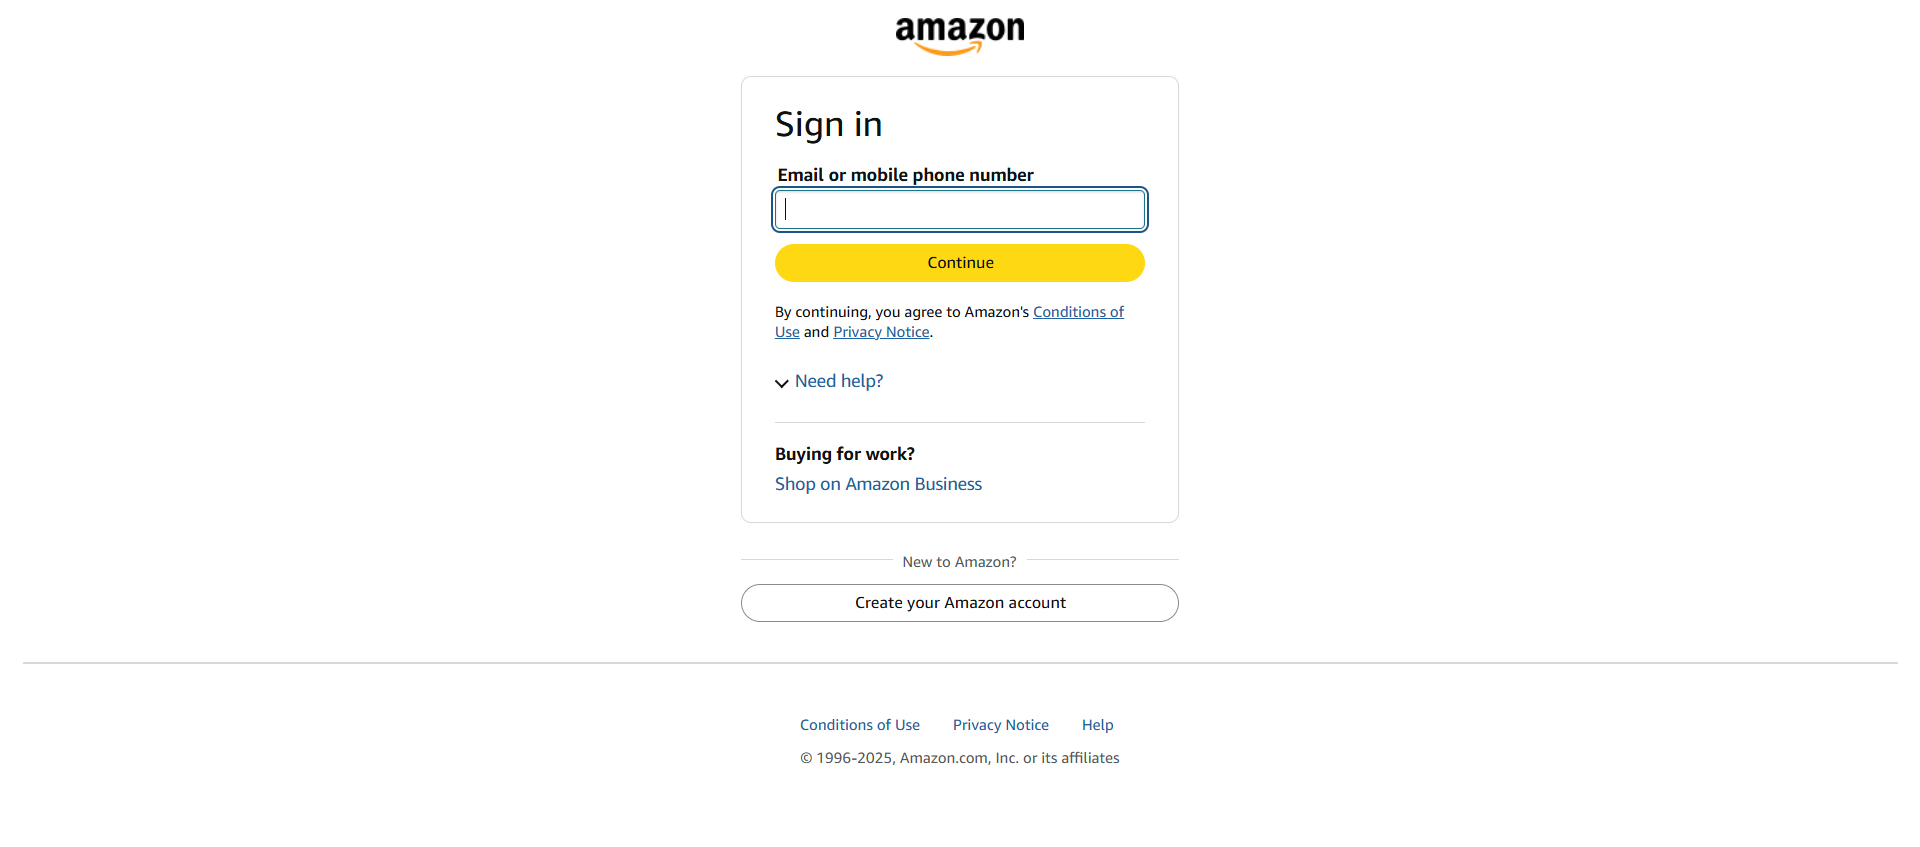 amazon
Sign in
Email or mobile phone number
Continue
By continuing, you agree to Amazon's Conditions of
Use and Privacy Notice.
Need help?
Buying for work?
Shop on Amazon Business
New to Amazon?
Create your Amazon account
Conditions of Use Privacy Notice Help
© 1996-2025, Amazon.com, Inc. or its affiliates